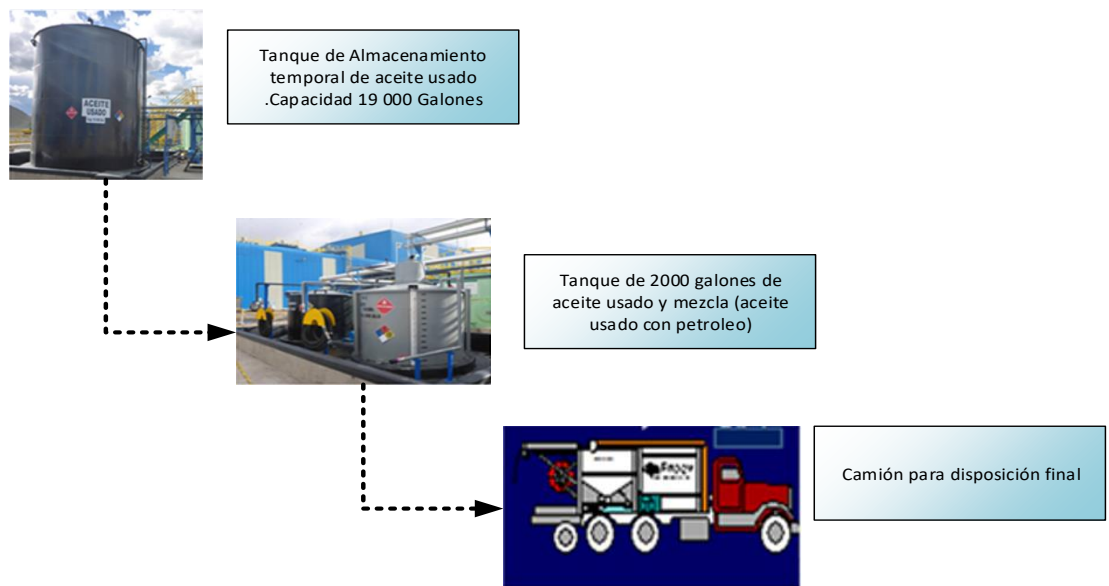 ACEITE
USADO
Tanque de Almacenamiento
temporal de aceite usado
.Capacidad 19 000 Galones
Tanque de 2000 galones de
aceite usado y mezcla (aceite
usado con petroleo)
Camión para disposición final